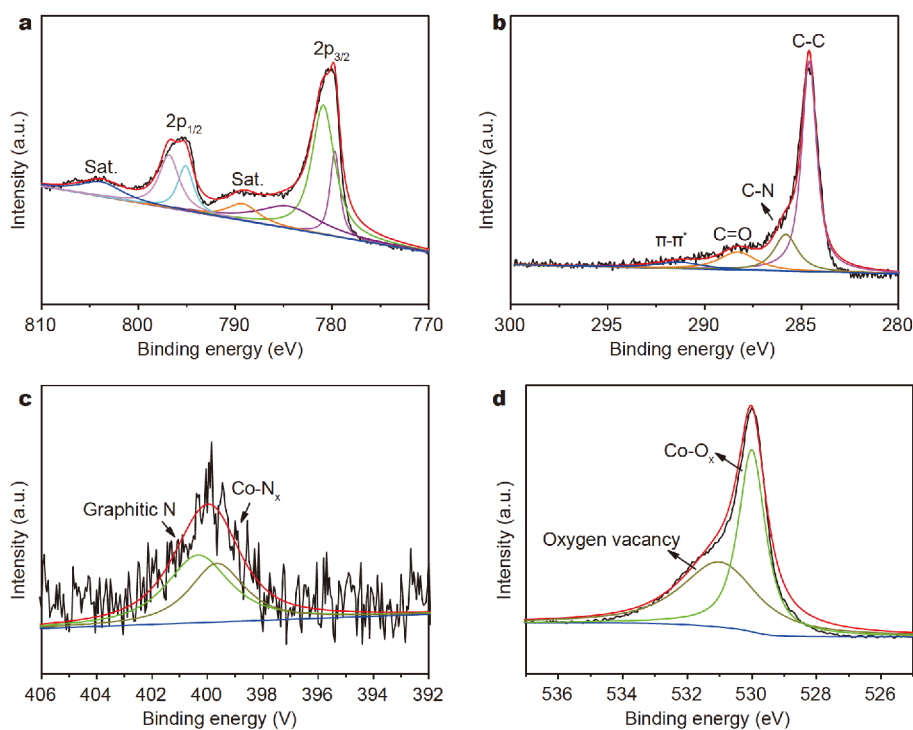 a
2p3/2
2p1/2
Sat.
Sat.
Intensity (a.u.)
810 800 790 780 770
Binding energy (eV)
b
C-C
C-N
C=O
π-π*
Intensity (a.u.)
300 295 290 285 280
Binding energy (eV)
c
Co-Nx
Graphitic N
Intensity (a.u.)
406 404 402 400 398 396 394 392
Binding energy (V)
d
Co-Ox
Oxygen vacancy
Intensity (a.u.)
536 534 532 530 528 526
Binding energy (eV)